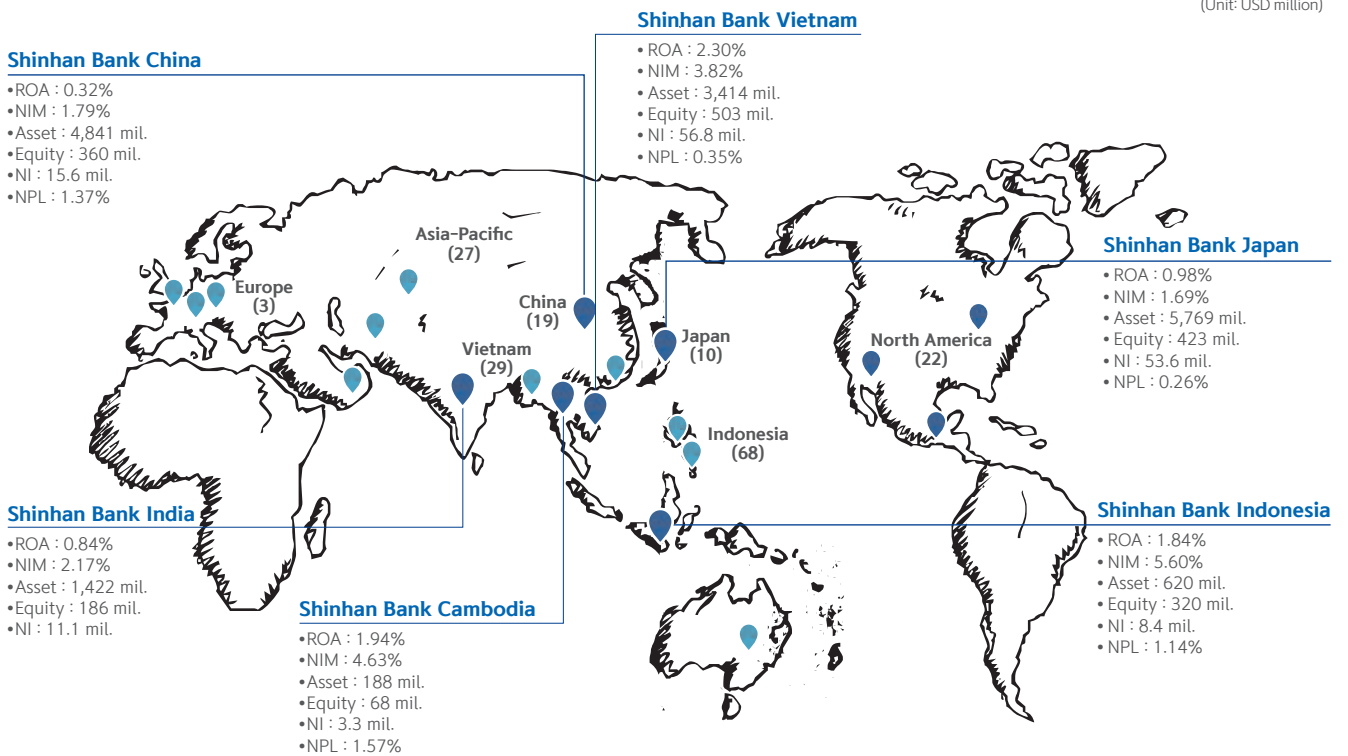 (Unit: USD million)
Shinhan Bank Vietnam
• ROA : 2.30%
• NIM : 3.82%
• Asset : 3,414 mil.
• Equity : 503 mil.
• NI : 56.8 mil.
• NPL : 0.35%
Shinhan Bank China
•ROA : 0.32%
•NIM : 1.79%
•Asset : 4,841 mil.
•Equity : 360 mil.
•NI : 15.6 mil.
•NPL : 1.37%
Asia-Pacific
(27)
Europe
(3)
China
(19)
Vietnam
(29)
Japan
(10)
North America
(22)
Indonesia
(68)
Shinhan Bank Japan
• ROA : 0.98%
• NIM : 1.69%
• Asset : 5,769 mil.
• Equity : 423 mil.
• NI : 53.6 mil.
• NPL : 0.26%
Shinhan Bank India
•ROA : 0.84%
•NIM : 2.17%
•Asset : 1,422 mil.
•Equity : 186 mil.
•NI : 11.1 mil.
Shinhan Bank Cambodia
•ROA : 1.94%
•NIM : 4.63%
•Asset : 188 mil.
•Equity : 68 mil.
•NI : 3.3 mil.
•NPL : 1.57%
Shinhan Bank Indonesia
• ROA : 1.84%
• NIM : 5.60%
• Asset : 620 mil.
• Equity : 320 mil.
• NI : 8.4 mil.
• NPL : 1.14%